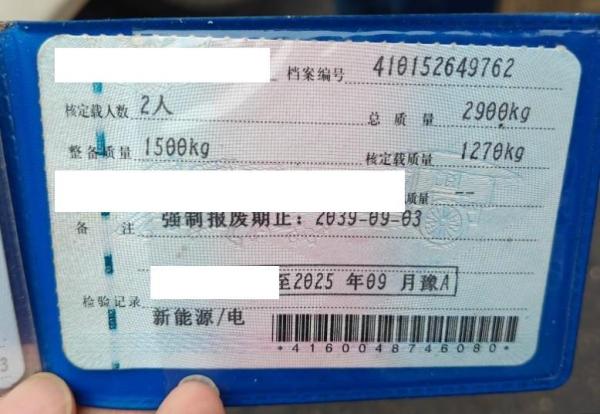 档案编号 410152649762
核定载人数 2人 总质量 2900kg
整备质量 1500kg 核定载质量 1270kg
质量 --
备注 强制报废期止：2039-09-03
至2025 年09 月豫A
检验记录
新能源/电
*4160048746080*
3